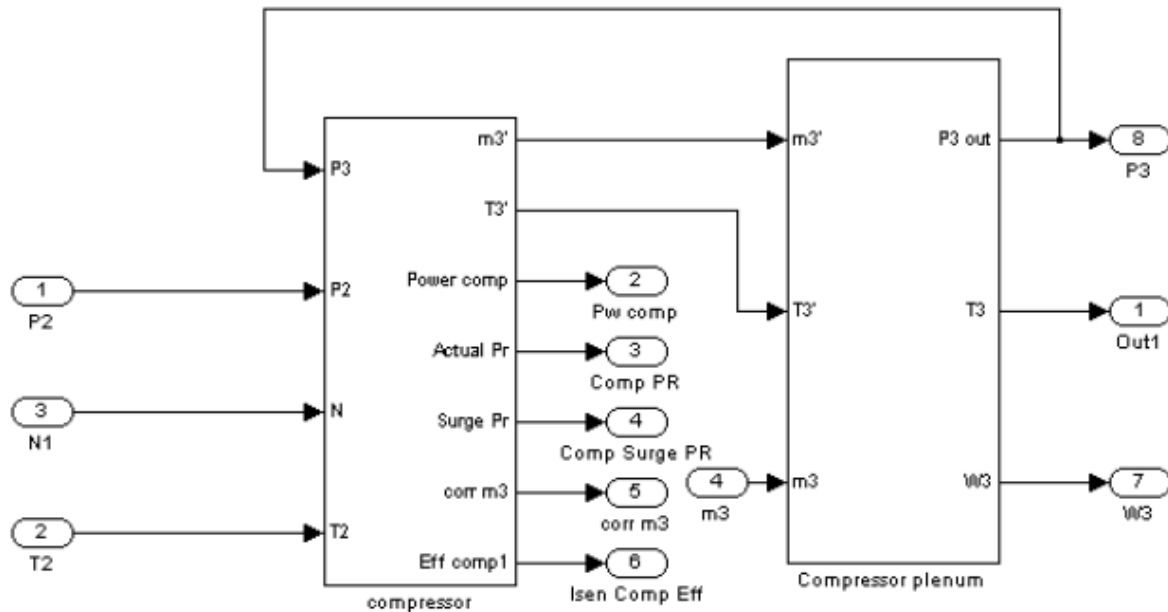 m3'
m3'
P3 out
8
P3
P3
T3'
Power comp
2
Pw comp
1
P2
P2
T3'
T3
1
Out1
Actual Pr
3
Comp PR
3
N1
N
Surge Pr
4
Comp Surge PR
corr m3
5
corr m3
4
m3
m3
W3
7
W3
2
T2
T2
Eff comp1
6
Isen Comp Eff
compressor
Compressor plenum